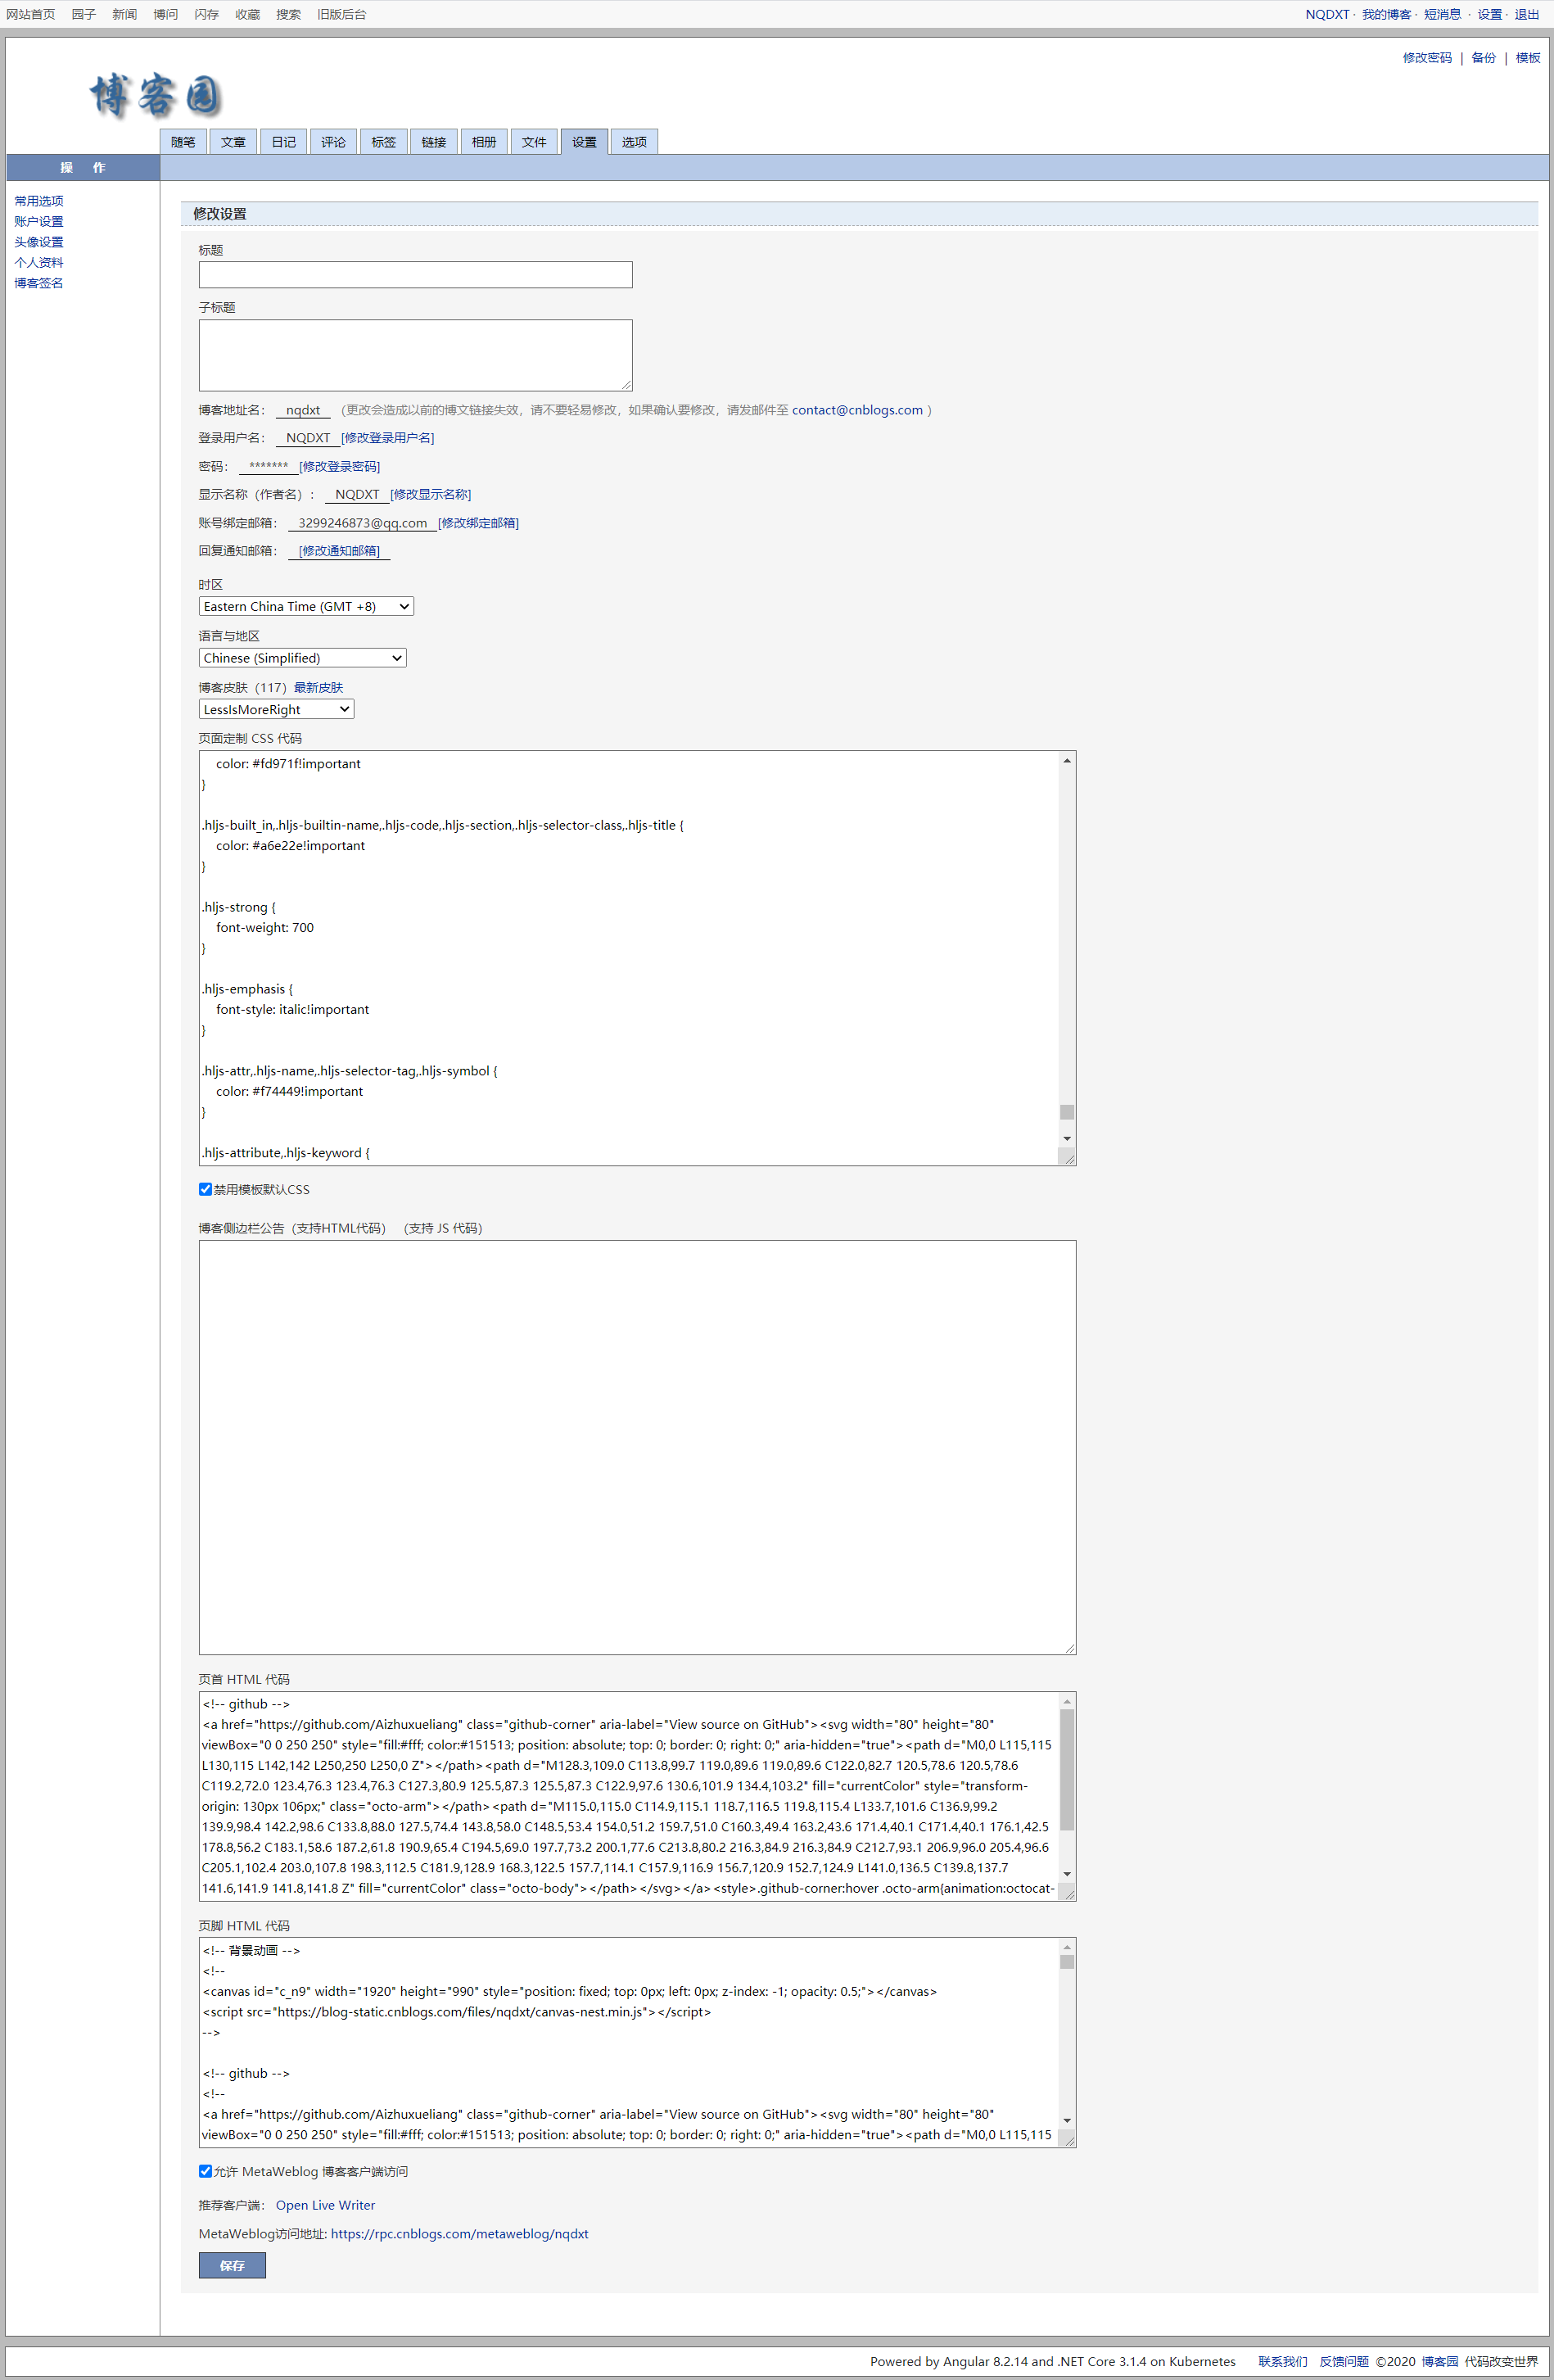 网站首页 园子 新闻 博问 闪存 收藏 搜索 旧版后台 NQDXT · 我的博客 · 短消息 · 设置 · 退出
修改密码 | 备份 | 模板
博客园
随笔 文章 日记 评论 标签 链接 相册 文件 设置 选项
操 作
常用选项
账户设置
头像设置
个人资料
博客签名
修改设置
标题
子标题
博客地址名： nqdxt （更改会造成以前的博文链接失效，请不要轻易修改，如果确认要修改，请发邮件至 contact@cnblogs.com ）
登录用户名： NQDXT [修改登录用户名]
密码： ******* [修改登录密码]
显示名称（作者名）： NQDXT [修改显示名称]
账号绑定邮箱： 3299246873@qq.com [修改绑定邮箱]
回复通知邮箱： [修改通知邮箱]
时区
Eastern China Time (GMT +8)
语言与地区
Chinese (Simplified)
博客皮肤（117）最新皮肤
LessIsMoreRight
页面定制 CSS 代码
color: #fd971f!important
}
.hljs-built_in,.hljs-builtin-name,.hljs-code,.hljs-section,.hljs-selector-class,.hljs-title {
color: #a6e22e!important
}
.hljs-strong {
font-weight: 700
}
.hljs-emphasis {
font-style: italic!important
}
.hljs-attr,.hljs-name,.hljs-selector-tag,.hljs-symbol {
color: #f74449!important
}
.hljs-attribute,.hljs-keyword {
禁用模板默认CSS
博客侧边栏公告（支持HTML代码） （支持 JS 代码）
页首 HTML 代码
<!-- github -->
<a href="https://github.com/Aizhuxueliang" class="github-corner" aria-label="View source on GitHub"><svg width="80" height="80"
viewBox="0 0 250 250" style="fill:#fff; color:#151513; position: absolute; top: 0; border: 0; right: 0;" aria-hidden="true"><path d="M0,0 L115,115
L130,115 L142,142 L250,250 L250,0 Z"></path><path d="M128.3,109.0 C113.8,99.7 119.0,89.6 119.0,89.6 C122.0,82.7 120.5,78.6 120.5,78.6
C119.2,72.0 123.4,76.3 123.4,76.3 C127.3,80.9 125.5,87.3 125.5,87.3 C122.9,97.6 130.6,101.9 134.4,103.2" fill="currentColor" style="transform-
origin: 130px 106px;" class="octo-arm"></path><path d="M115.0,115.0 C114.9,115.1 118.7,116.5 119.8,115.4 L133.7,101.6 C136.9,99.2
139.9,98.4 142.2,98.6 C133.8,88.0 127.5,74.4 143.8,58.0 C148.5,53.4 154.0,51.2 159.7,51.0 C160.3,49.4 163.2,43.6 171.4,40.1 C171.4,40.1 176.1,42.5
178.8,56.2 C183.1,58.6 187.2,61.8 190.9,65.4 C194.5,69.0 197.7,73.2 200.1,77.6 C213.8,80.2 216.3,84.9 216.3,84.9 C212.7,93.1 206.9,96.0 205.4,96.6
C205.1,102.4 203.0,107.8 198.3,112.5 C181.9,128.9 168.3,122.5 157.7,114.1 C157.9,116.9 156.7,120.9 152.7,124.9 L141.0,136.5 C139.8,137.7
141.6,141.9 141.8,141.8 Z" fill="currentColor" class="octo-body"></path></svg></a><style>.github-corner:hover .octo-arm{animation:octocat-
页脚 HTML 代码
<!-- 背景动画 -->
<!--
<canvas id="c_n9" width="1920" height="990" style="position: fixed; top: 0px; left: 0px; z-index: -1; opacity: 0.5;"></canvas>
<script src="https://blog-static.cnblogs.com/files/nqdxt/canvas-nest.min.js"></script>
-->
<!-- github -->
<!--
<a href="https://github.com/Aizhuxueliang" class="github-corner" aria-label="View source on GitHub"><svg width="80" height="80"
viewBox="0 0 250 250" style="fill:#fff; color:#151513; position: absolute; top: 0; border: 0; right: 0;" aria-hidden="true"><path d="M0,0 L115,115
允许 MetaWeblog 博客客户端访问
推荐客户端： Open Live Writer
MetaWeblog访问地址: https://rpc.cnblogs.com/metaweblog/nqdxt
保存
Powered by Angular 8.2.14 and .NET Core 3.1.4 on Kubernetes 联系我们 反馈问题 ©2020 博客园 代码改变世界